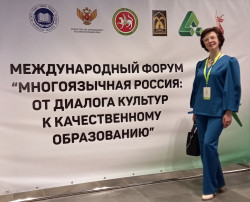 МЕЖДУНАРОДНЫЙ ФОРУМ
“МНОГОЯЗЫЧНАЯ РОССИЯ:
ОТ ДИАЛОГА КУЛЬТУР
К КАЧЕСТВЕННОМУ
ОБРАЗОВАНИЮ”